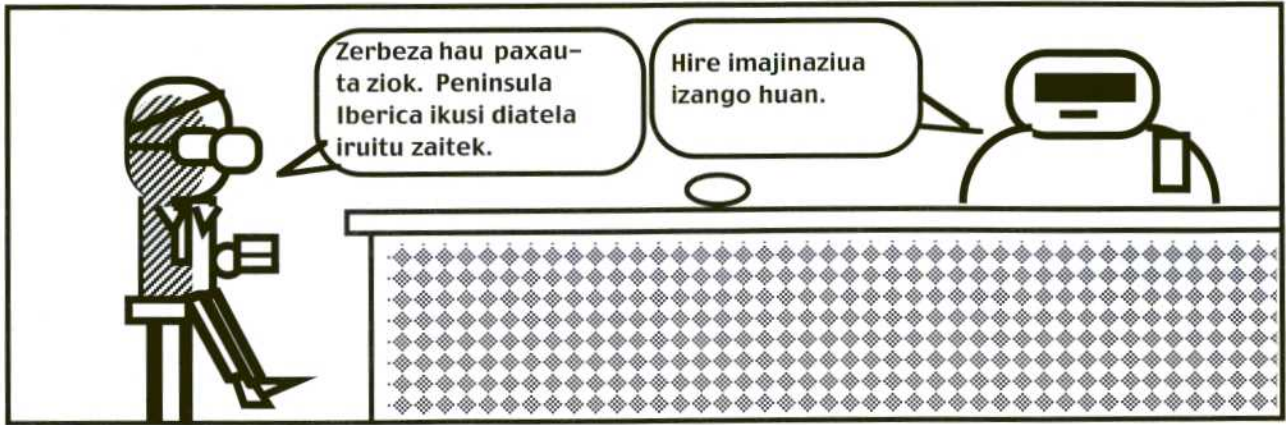 Zerbeza hau paxau-
ta ziok. Peninsula
Iberica ikusi diatela
iruitu zaitek.
Hire imajinaziua
izango huan.